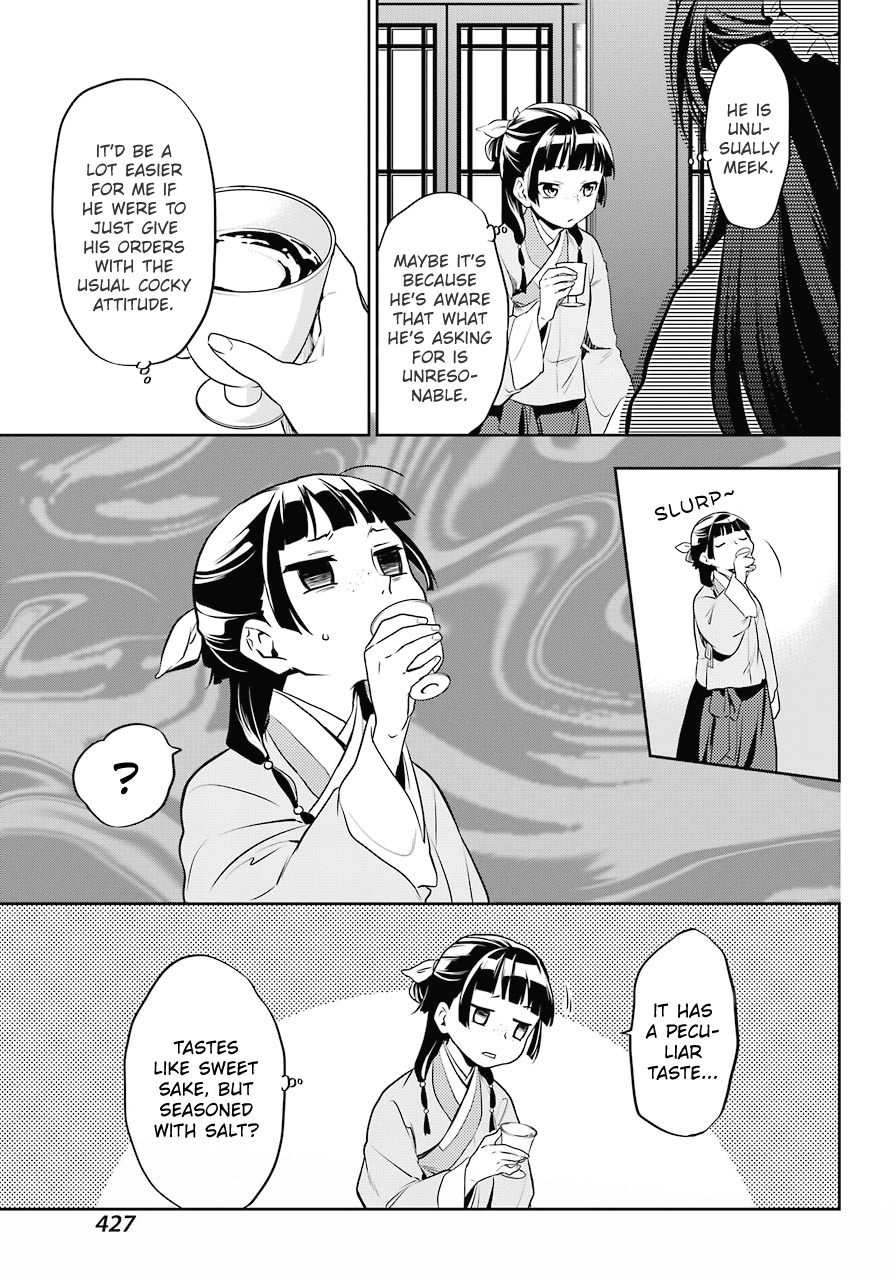 HE IS
UNU-
SUALLY
MEEK.
MAYBE IT'S
BECAUSE
HE'S AWARE
THAT WHAT
HE'S ASKING
FOR IS
UNRESO-
NABLE.
IT'D BE A
LOT EASIER
FOR ME IF
HE WERE TO
JUST GIVE
HIS ORDERS
WITH THE
USUAL COCKY
ATTITUDE.
SLURP~
?
IT HAS
A PECU-
LIAR
TASTE...
TASTES
LIKE SWEET
SAKE, BUT
SEASONED
WITH SALT?
427